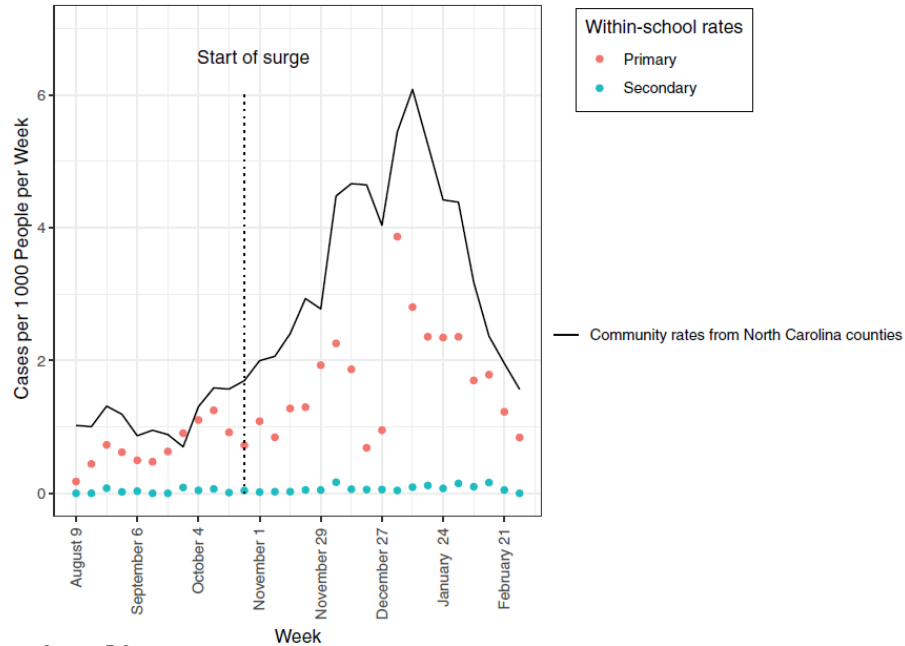 Within-school rates
Primary
Secondary
Start of surge
6
4
2
0
Cases per 1000 People per Week
Community rates from North Carolina counties
August 9
September 6
October 4
November 1
November 29
December 27
January 24
February 21
Week